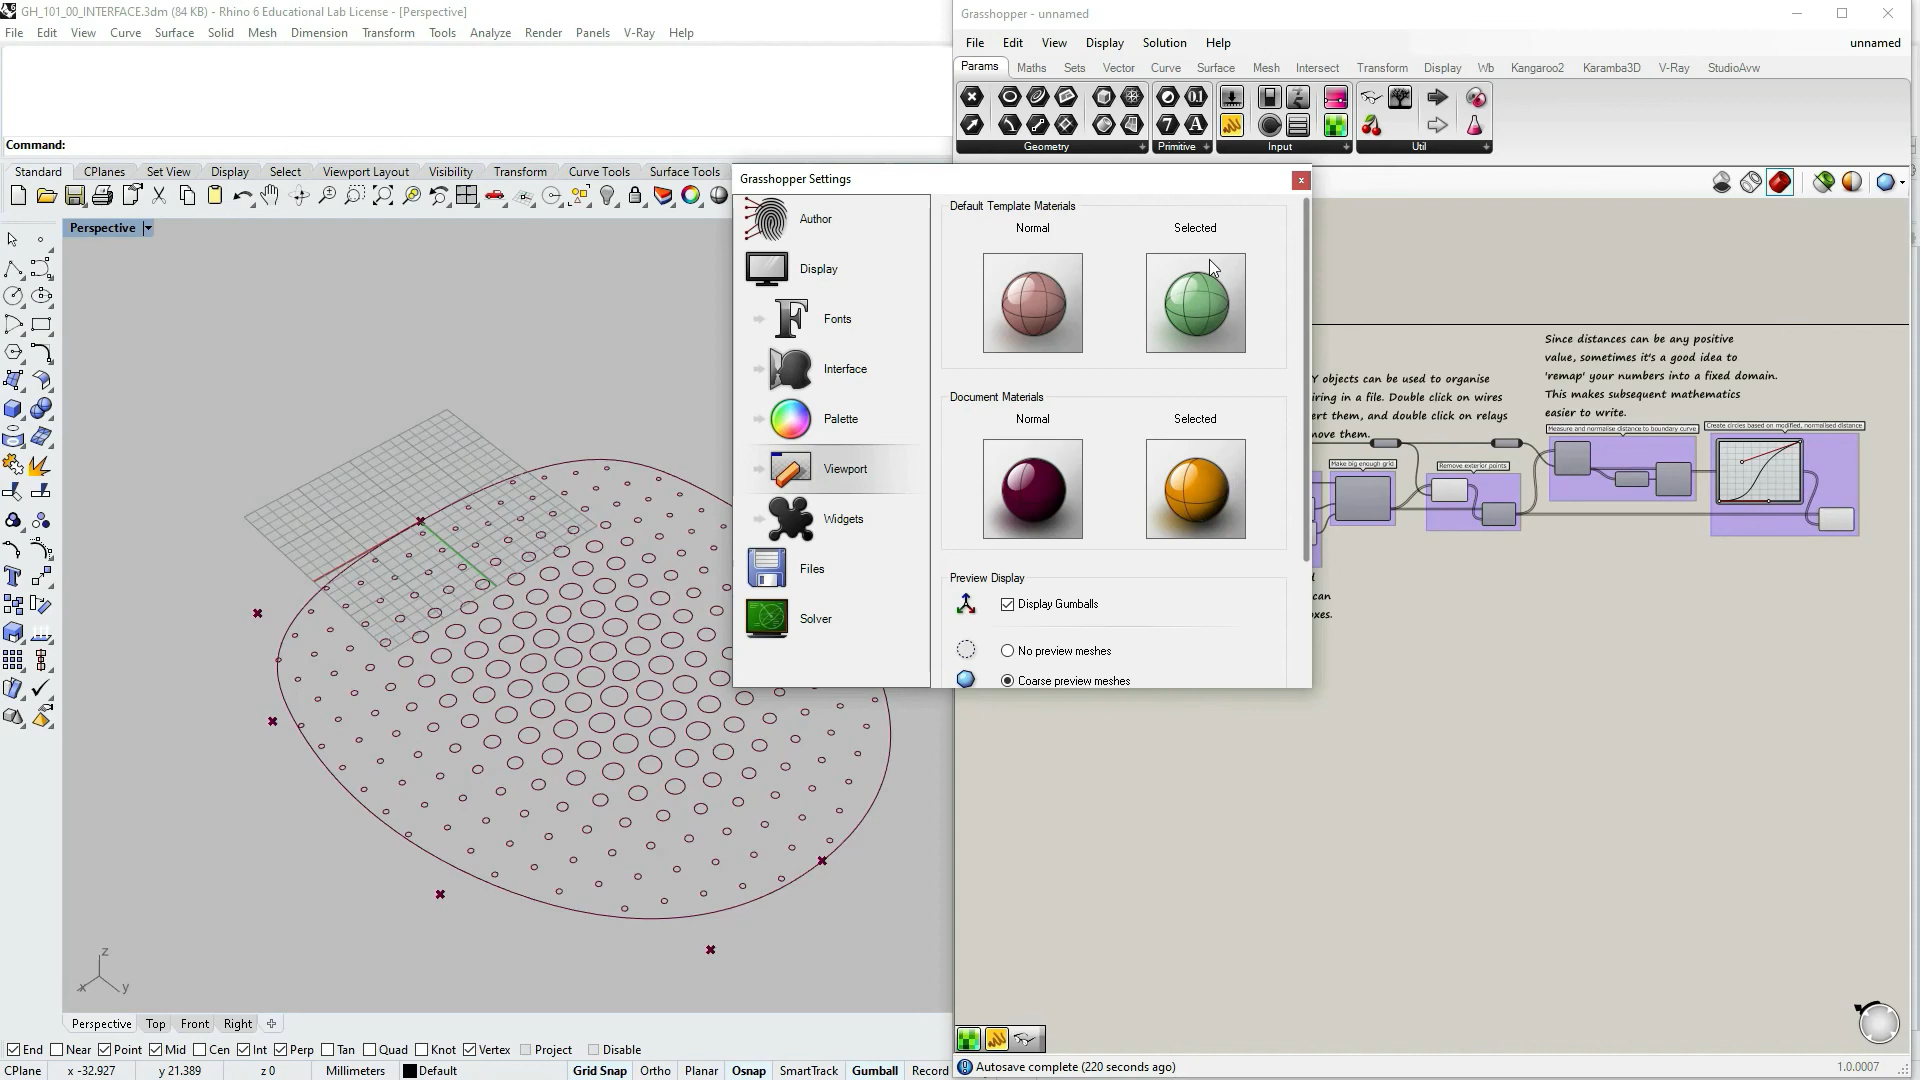 GH_101_00_INTERFACE.3dm (84 KB) - Rhino 6 Educational Lab License - [Perspective]
File Edit View Curve Surface Solid Mesh Dimension Transform Tools Analyze Render Panels V-Ray Help
Command:
Standard CPlanes Set View Display Select Viewport Layout Visibility Transform Curve Tools Surface Tools
Perspective
z
x
y
Perspective Top Front Right
End Near Point Mid Cen Int Perp Tan Quad Knot Vertex Project Disable
CPlane x -32.927 y 21.389 z 0 Millimeters Default Grid Snap Ortho Planar Osnap SmartTrack Gumball Record
Grasshopper - unnamed
File Edit View Display Solution Help unnamed
Params Maths Sets Vector Curve Surface Mesh Intersect Transform Display Wb Kangaroo2 Karamba3D V-Ray StudioAvw
Geometry Primitive Input Util
Grasshopper Settings
Author
Display
Fonts
Interface
Palette
Viewport
Widgets
Files
Solver
Default Template Materials
Normal Selected
Document Materials
Normal Selected
Preview Display
Display Gumballs
No preview meshes
Coarse preview meshes
Y objects can be used to organise
iring in a file. Double click on wires
ert them, and double click on relays
move them.
Since distances can be any positive
value, sometimes it's a good idea to
'remap' your numbers into a fixed domain.
This makes subsequent mathematics
easier to write.
Make big enough grid
Remove exterior points
Measure and normalise distance to boundary curve
Create circles based on modified, normalised distance
can
oxes.
Autosave complete (220 seconds ago)
1.0.0007